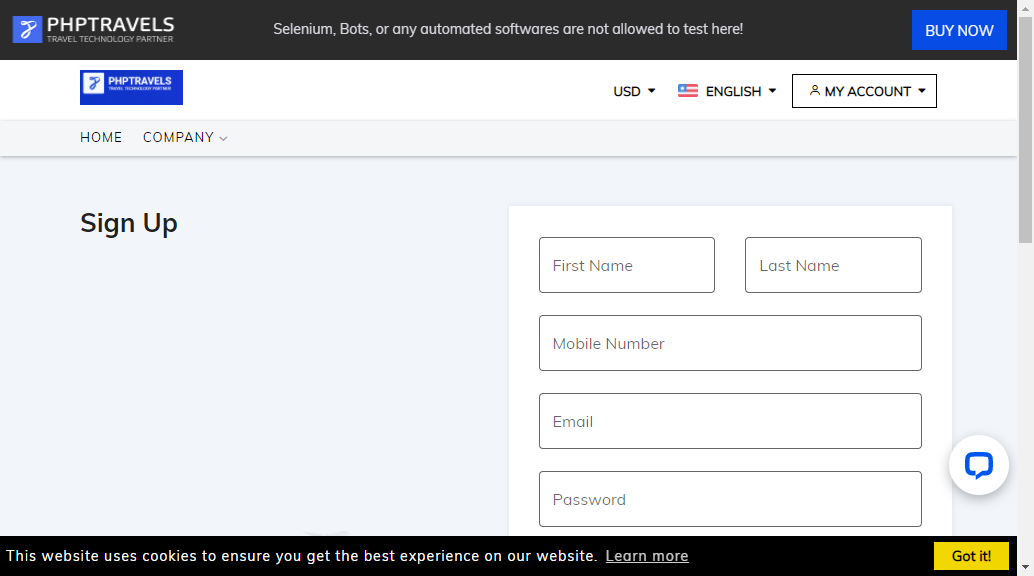 PHPTRAVELS
TRAVEL TECHNOLOGY PARTNER
Selenium, Bots, or any automated softwares are not allowed to test here!
BUY NOW
PHPTRAVELS
TRAVEL TECHNOLOGY PARTNER
USD
ENGLISH
MY ACCOUNT
HOME
COMPANY
Sign Up
First Name
Last Name
Mobile Number
Email
Password
This website uses cookies to ensure you get the best experience on our website. Learn more
Got it!